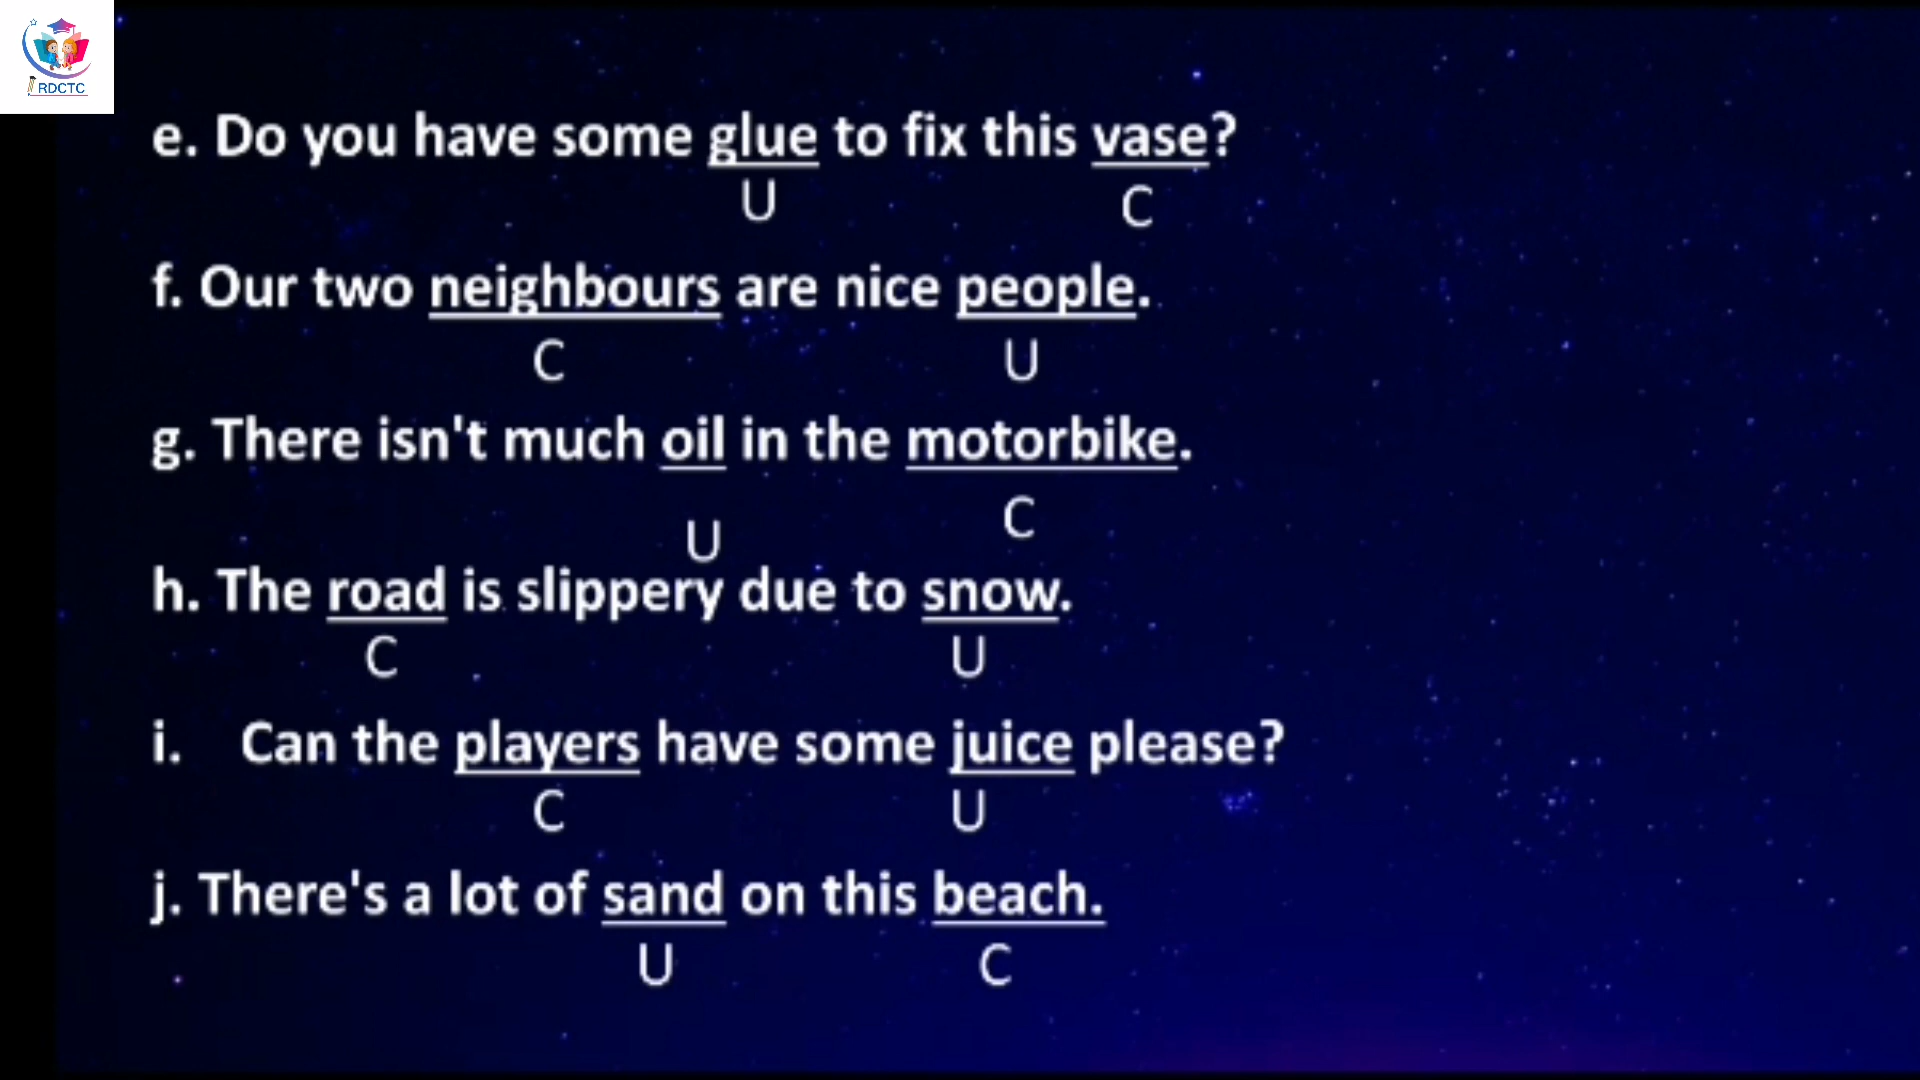 RDCTC
e. Do you have some glue to fix this vase?
U C
f. Our two neighbours are nice people.
C U
g. There isn't much oil in the motorbike.
U C
h. The road is slippery due to snow.
C U
i. Can the players have some juice please?
C U
j. There's a lot of sand on this beach.
U C